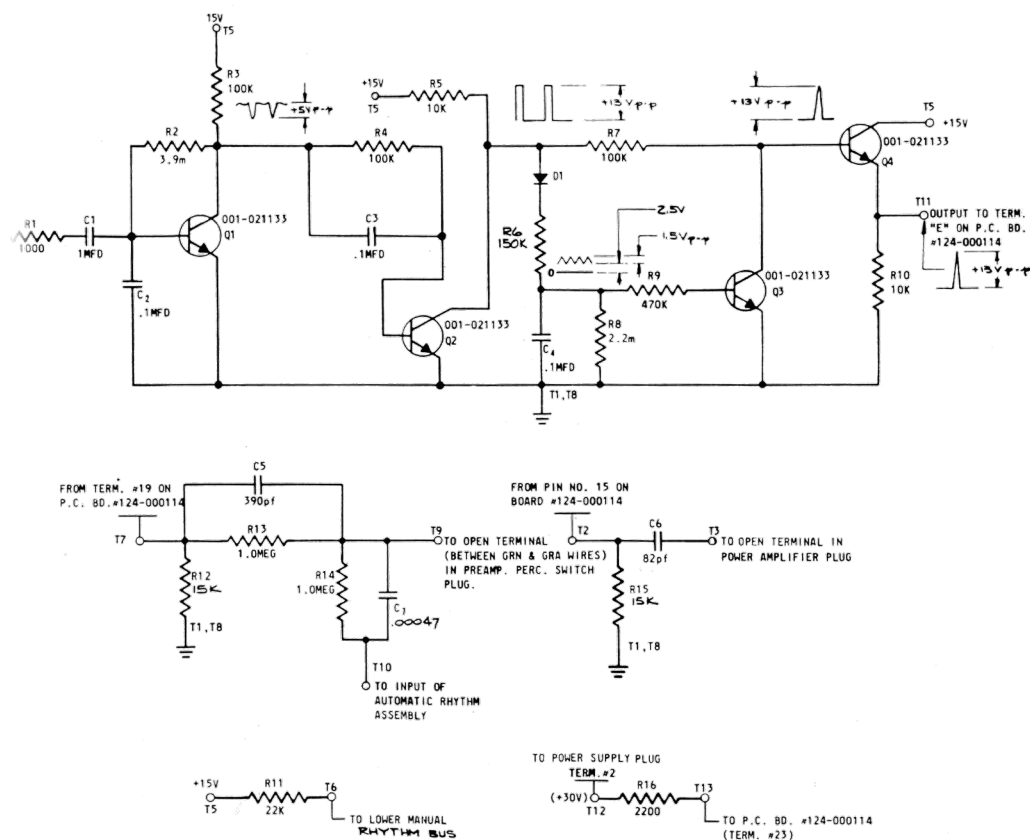 15V
T5
R3
100K
+5V p-p
+15V
T5
R5
10K
+13V p-p
+13V p-p
T5
+15V
R2
3.9m
R4
100K
R7
100K
001-021133
Q4
D1
R1
1000
C1
1MFD
001-021133
Q1
C3
.1MFD
R6
150K
2.5V
1.5V p-p
0
T11
OUTPUT TO TERM.
"E" ON P.C. BD.
#124-000114
+13V p-p
C2
.1MFD
001-021133
Q2
R9
470K
001-021133
Q3
R10
10K
R8
2.2m
C4
.1MFD
T1,T8
FROM TERM. #19 ON
P.C. BD.#124-000114
T7
C5
390pf
R13
1.0MEG
T9
TO OPEN TERMINAL
(BETWEEN GRN & GRA WIRES)
IN PREAMP. PERC. SWITCH
PLUG.
R12
15K
T1,T8
R14
1.0MEG
C7
.00047
T10
TO INPUT OF
AUTOMATIC RHYTHM
ASSEMBLY
FROM PIN NO. 15 ON
BOARD #124-000114
T2
C6
82pf
T3
TO OPEN TERMINAL IN
POWER AMPLIFIER PLUG
R15
15K
T1,T8
+15V
T5
R11
22K
T6
TO LOWER MANUAL
RHYTHM BUS
TO POWER SUPPLY PLUG
TERM.#2
(+30V)
T12
R16
2200
T13
TO P.C. BD. #124-000114
(TERM. #23)